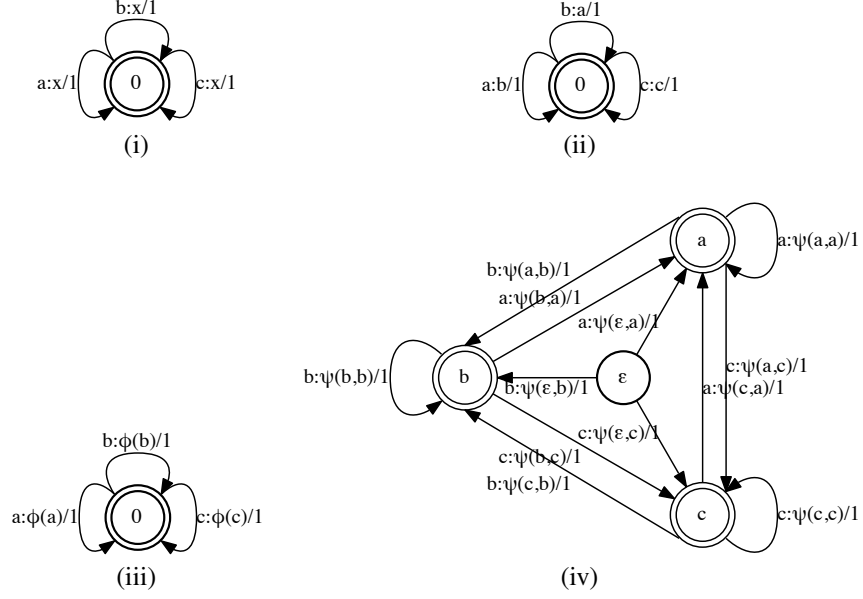 b:x/1
a:x/1
0
c:x/1
(i)
b:a/1
a:b/1
0
c:c/1
(ii)
b:ϕ(b)/1
a:ϕ(a)/1
0
c:ϕ(c)/1
(iii)
a
a:ψ(a,a)/1
b:ψ(a,b)/1
a:ψ(b,a)/1
a:ψ(ε,a)/1
c:ψ(a,c)/1
a:ψ(c,a)/1
b:ψ(b,b)/1
b
b:ψ(ε,b)/1
ε
c:ψ(ε,c)/1
c:ψ(b,c)/1
b:ψ(c,b)/1
c
c:ψ(c,c)/1
(iv)